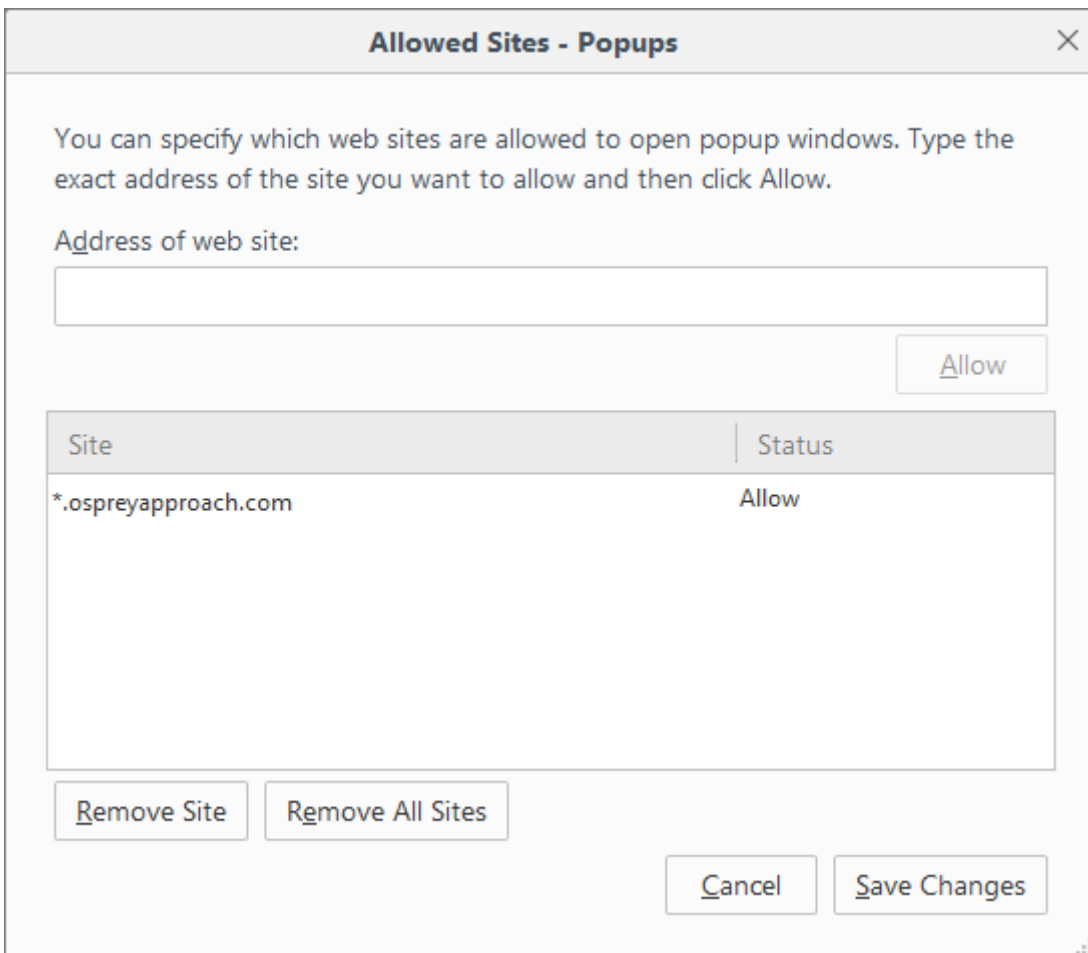 Allowed Sites - Popups
You can specify which web sites are allowed to open popup windows. Type the
exact address of the site you want to allow and then click Allow.
Address of web site:
Allow
Site Status
*.ospreyapproach.com Allow
Remove Site Remove All Sites
Cancel Save Changes